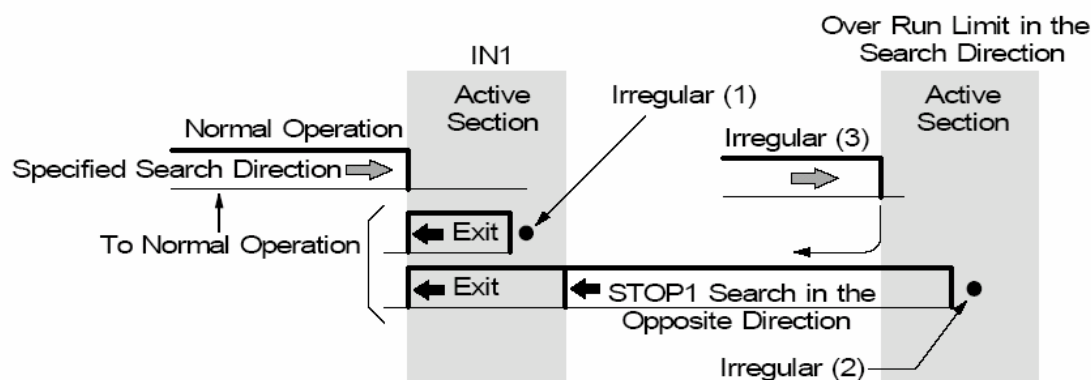 Over Run Limit in the
Search Direction
IN1
Active
Section
Irregular (1)
Active
Section
Normal Operation
Irregular (3)
Specified Search Direction
To Normal Operation
Exit
Exit
STOP1 Search in the
Opposite Direction
Irregular (2)